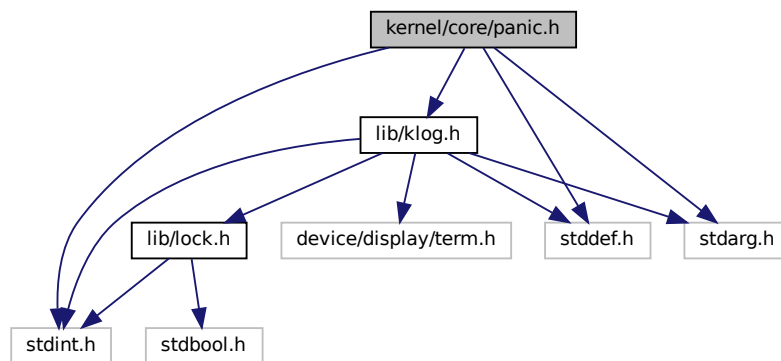 kernel/core/panic.h
lib/klog.h
lib/lock.h
device/display/term.h
stddef.h
stdarg.h
stdint.h
stdbool.h